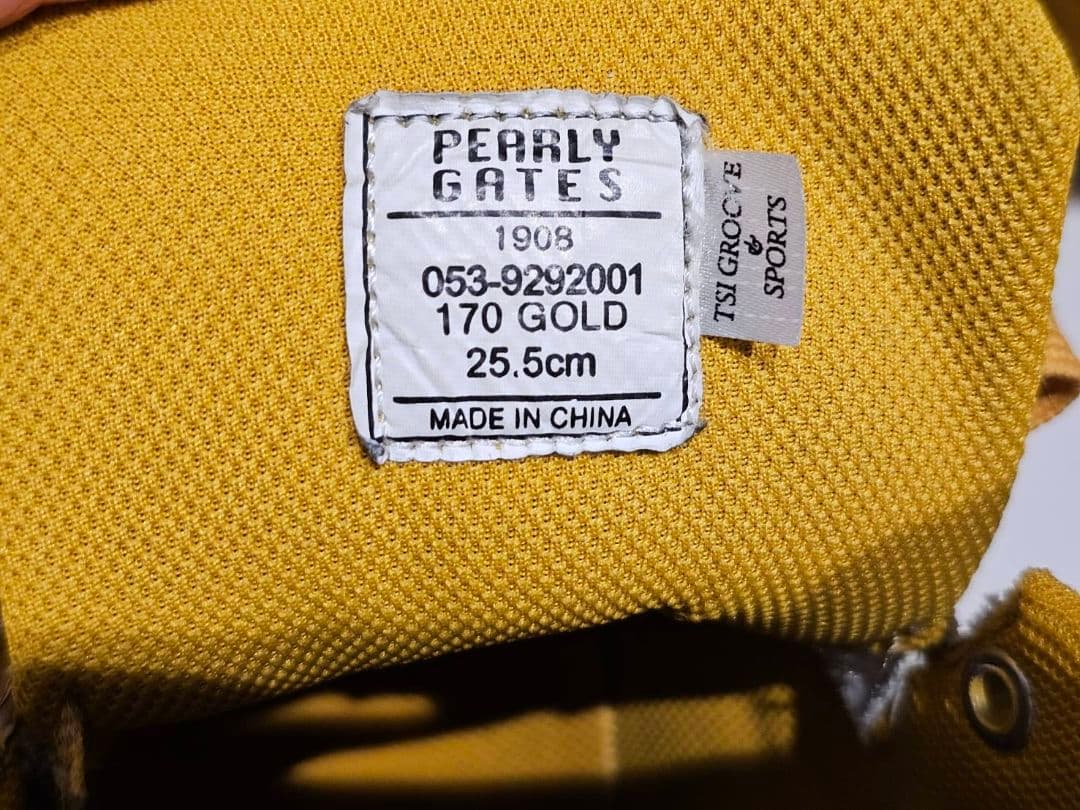 PEARLY
GATES
1908
053-9292001
170 GOLD
25.5cm
MADE IN CHINA
TSI GROOVE
&
SPORTS